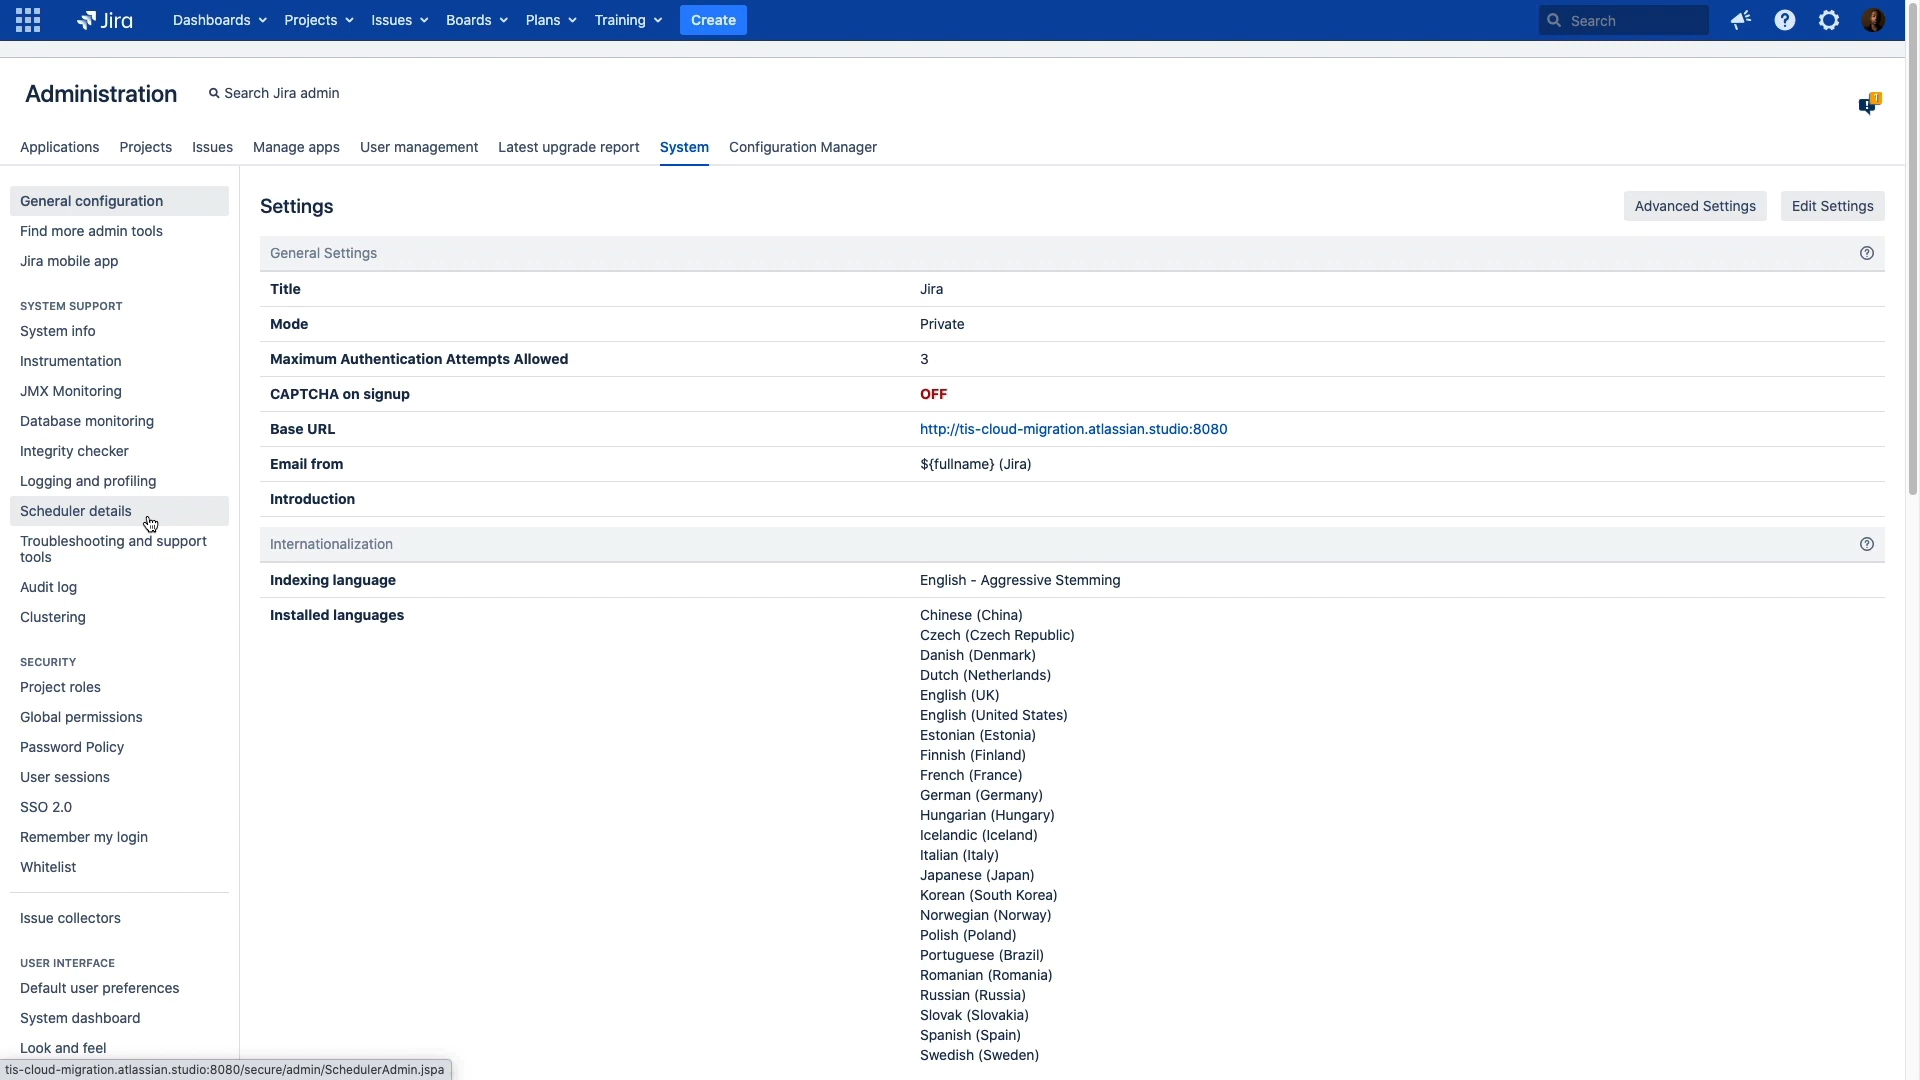 Jira Dashboards Projects Issues Boards Plans Training Create Search
Administration Search Jira admin
Applications Projects Issues Manage apps User management Latest upgrade report System Configuration Manager
General configuration
Find more admin tools
Jira mobile app
SYSTEM SUPPORT
System info
Instrumentation
JMX Monitoring
Database monitoring
Integrity checker
Logging and profiling
Scheduler details
Troubleshooting and support
tools
Audit log
Clustering
SECURITY
Project roles
Global permissions
Password Policy
User sessions
SSO 2.0
Remember my login
Whitelist
Issue collectors
USER INTERFACE
Default user preferences
System dashboard
Look and feel
Settings Advanced Settings Edit Settings
General Settings
Title Jira
Mode Private
Maximum Authentication Attempts Allowed 3
CAPTCHA on signup OFF
Base URL http://tis-cloud-migration.atlassian.studio:8080
Email from ${fullname} (Jira)
Introduction
Internationalization
Indexing language English - Aggressive Stemming
Installed languages Chinese (China)
Czech (Czech Republic)
Danish (Denmark)
Dutch (Netherlands)
English (UK)
English (United States)
Estonian (Estonia)
Finnish (Finland)
French (France)
German (Germany)
Hungarian (Hungary)
Icelandic (Iceland)
Italian (Italy)
Japanese (Japan)
Korean (South Korea)
Norwegian (Norway)
Polish (Poland)
Portuguese (Brazil)
Romanian (Romania)
Russian (Russia)
Slovak (Slovakia)
Spanish (Spain)
Swedish (Sweden)
tis-cloud-migration.atlassian.studio:8080/secure/admin/SchedulerAdmin.jspa